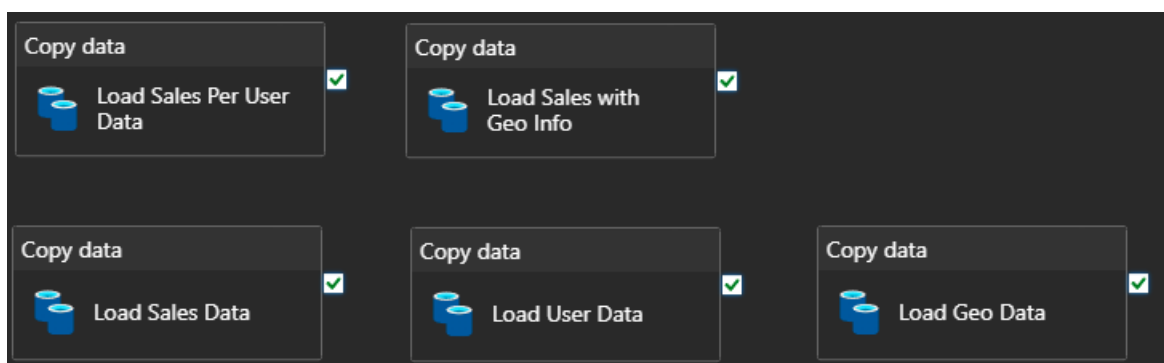 Copy data
Load Sales Per User
Data
Copy data
Load Sales with
Geo Info
Copy data
Load Sales Data
Copy data
Load User Data
Copy data
Load Geo Data